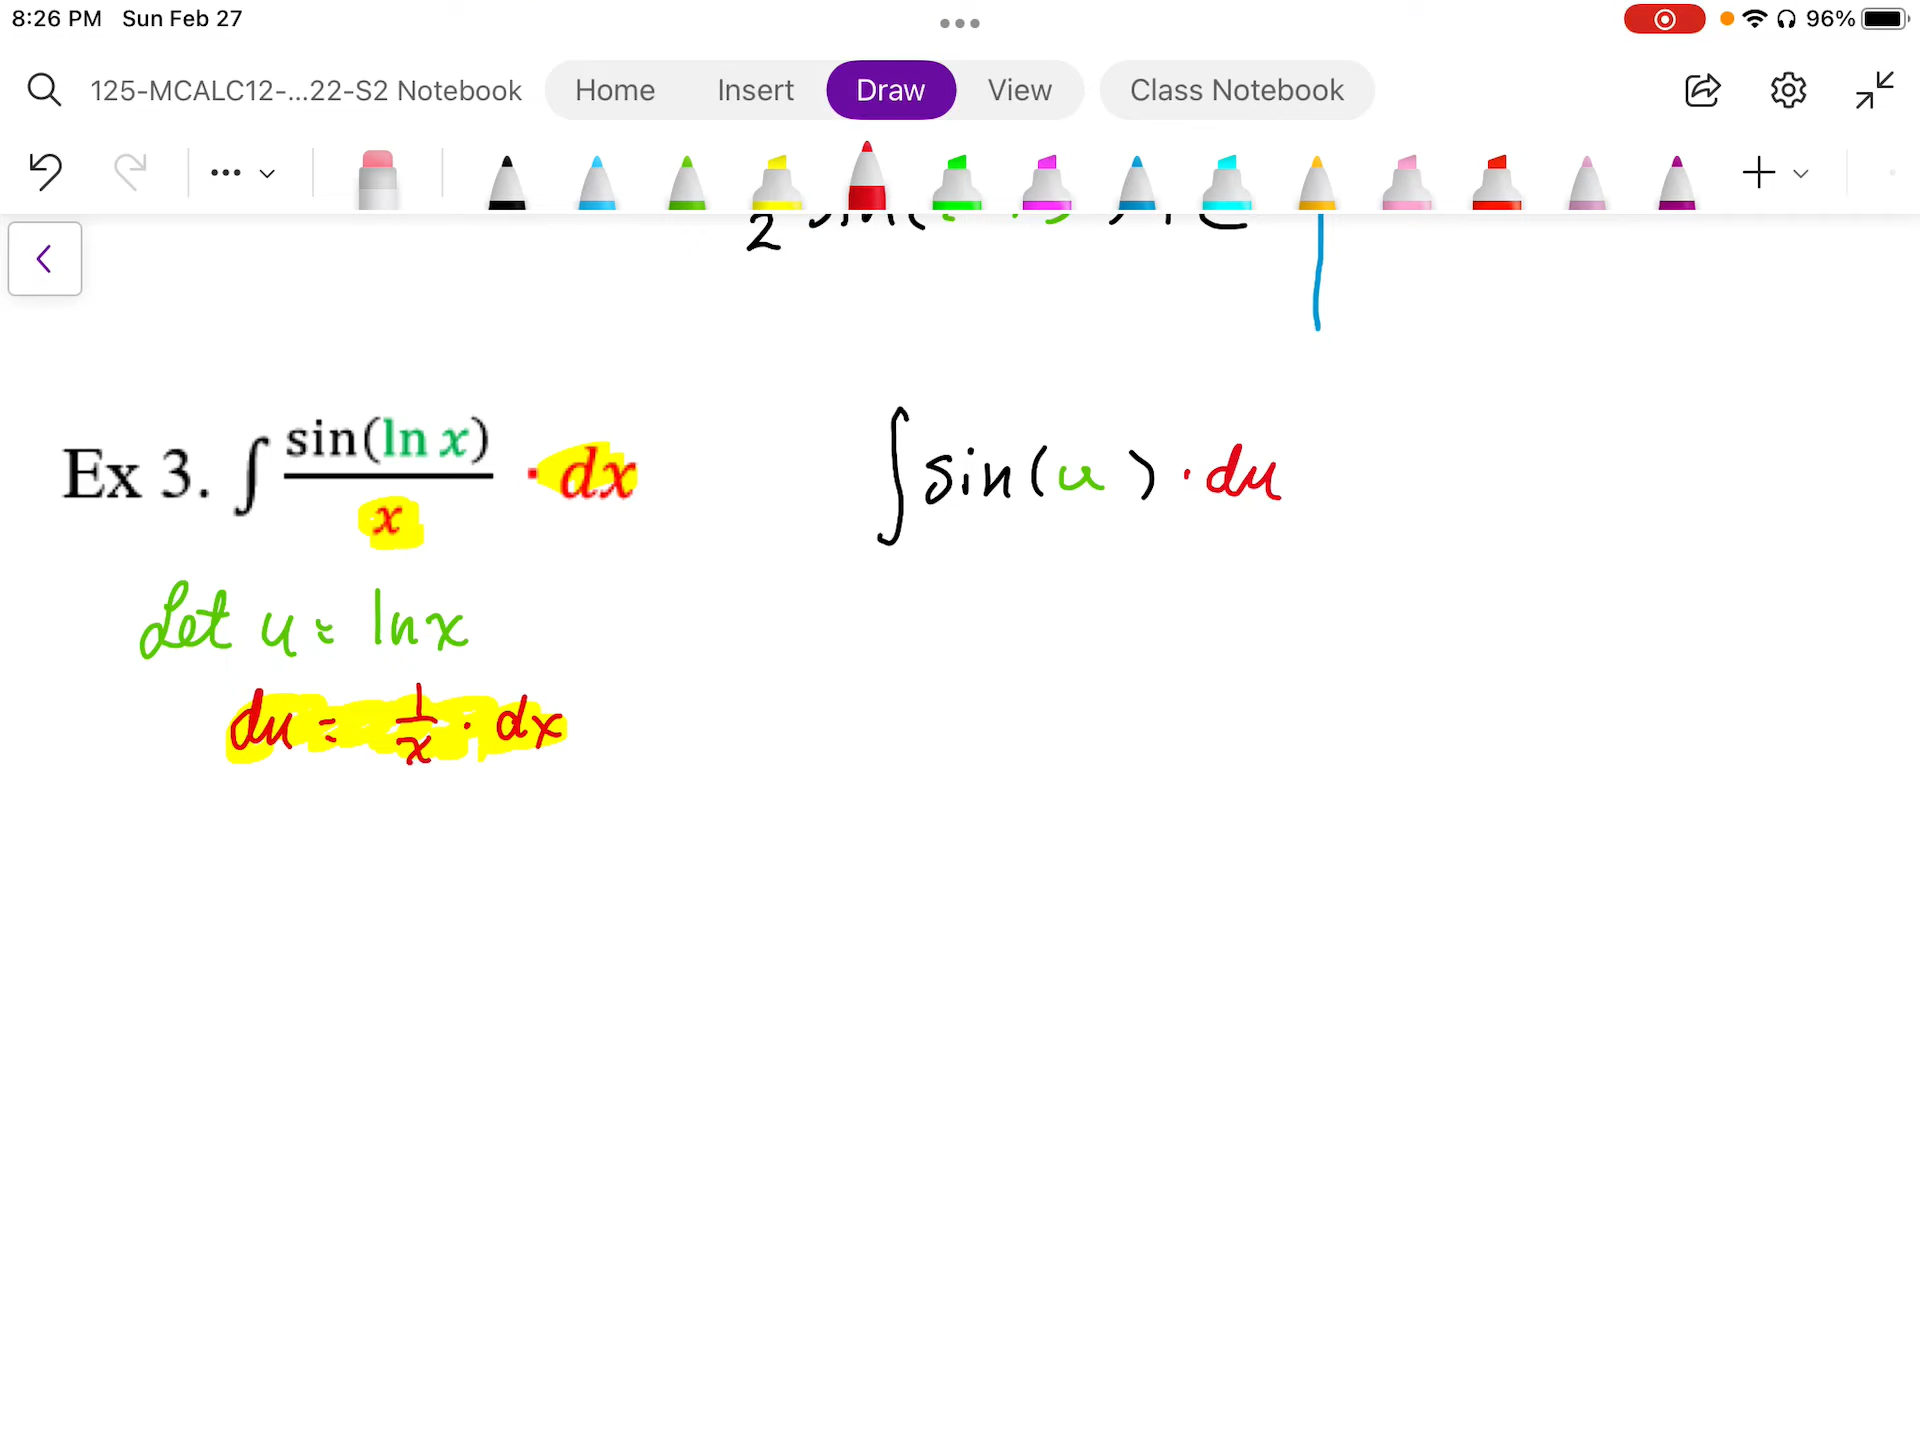 8:26 PM Sun Feb 27 96%
125-MCALC12-...22-S2 Notebook Home Insert Draw View Class Notebook
2
Ex 3. ∫ sin(ln x)/x · dx ∫ sin(u) · du
Let u = ln x
du = 1/x · dx